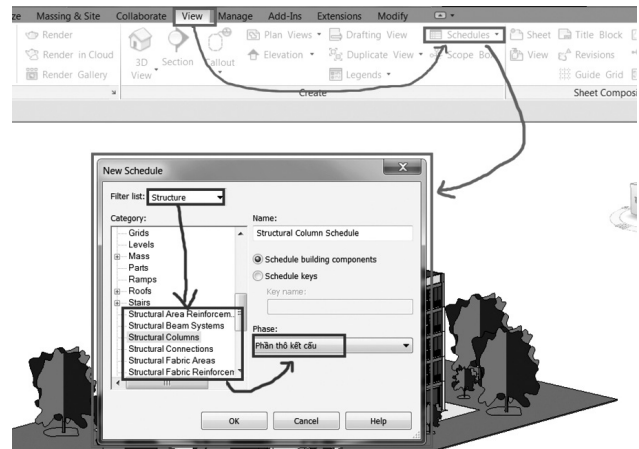 ze Massing & Site Collaborate View Manage Add-Ins Extensions Modify
Render
Render in Cloud
Render Gallery
3D View
Section
Callout
Plan Views
Elevation
Drafting View
Duplicate View
Legends
Schedules
Scope Box
Create
Sheet
View
Title Block
Revisions
Guide Grid
Sheet Composi
New Schedule
Filter list: Structure
Category:
Grids
Levels
Mass
Parts
Ramps
Roofs
Stairs
Structural Area Reinforcem
Structural Beam Systems
Structural Columns
Structural Connections
Structural Fabric Areas
Structural Fabric Reinforcen
Name:
Structural Column Schedule
Schedule building components
Schedule keys
Key name:
Phase:
Phần thô kết cấu
OK Cancel Help